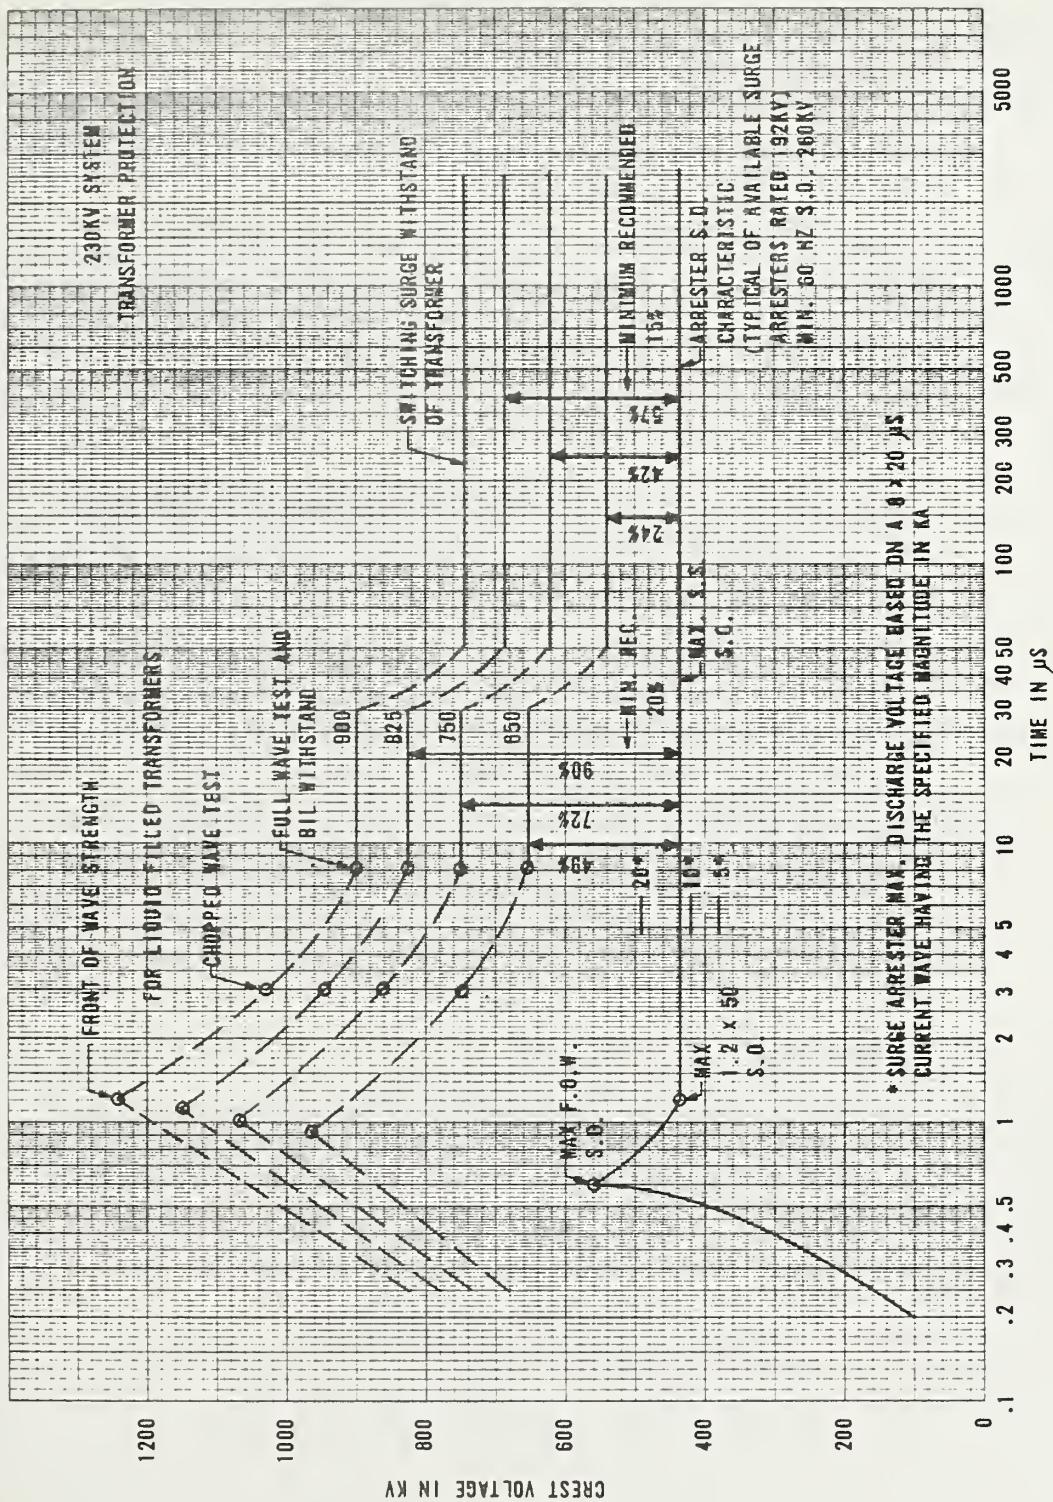 230KV SYSTEM
TRANSFORMER PROTECTION
FRONT OF WAVE STRENGTH
FOR LIQUID FILLED TRANSFORMERS
CHOPPED WAVE TEST
FULL WAVE TEST AND
BIL WITHSTAND
SWITCHING SURGE WITHSTAND
OF TRANSFORMER
900
825
750
650
MIN. REC.
20%
MINIMUM RECOMMENDED
15%
49%
72%
90%
24%
42%
57%
MAX F.O.W.
S.O.
MAX
1.2 X 50
S.O.
20*
10*
5*
MAX. S.S.
S.O.
ARRESTER S.O.
CHARACTERISTIC
(TYPICAL OF AVAILABLE SURGE
ARRESTERS RATED 192KV)
MIN. 60 HZ S.O. 260KV
* SURGE ARRESTER MAX. DISCHARGE VOLTAGE BASED ON A 8 X 20 µS
CURRENT WAVE HAVING THE SPECIFIED MAGNITUDE IN KA
CREST VOLTAGE IN KV
1200
1000
800
600
400
200
0
.1 .2 .3 .4 .5 1 2 3 4 5 10 20 30 40 50 100 200 300 500 1000 5000
TIME IN µS